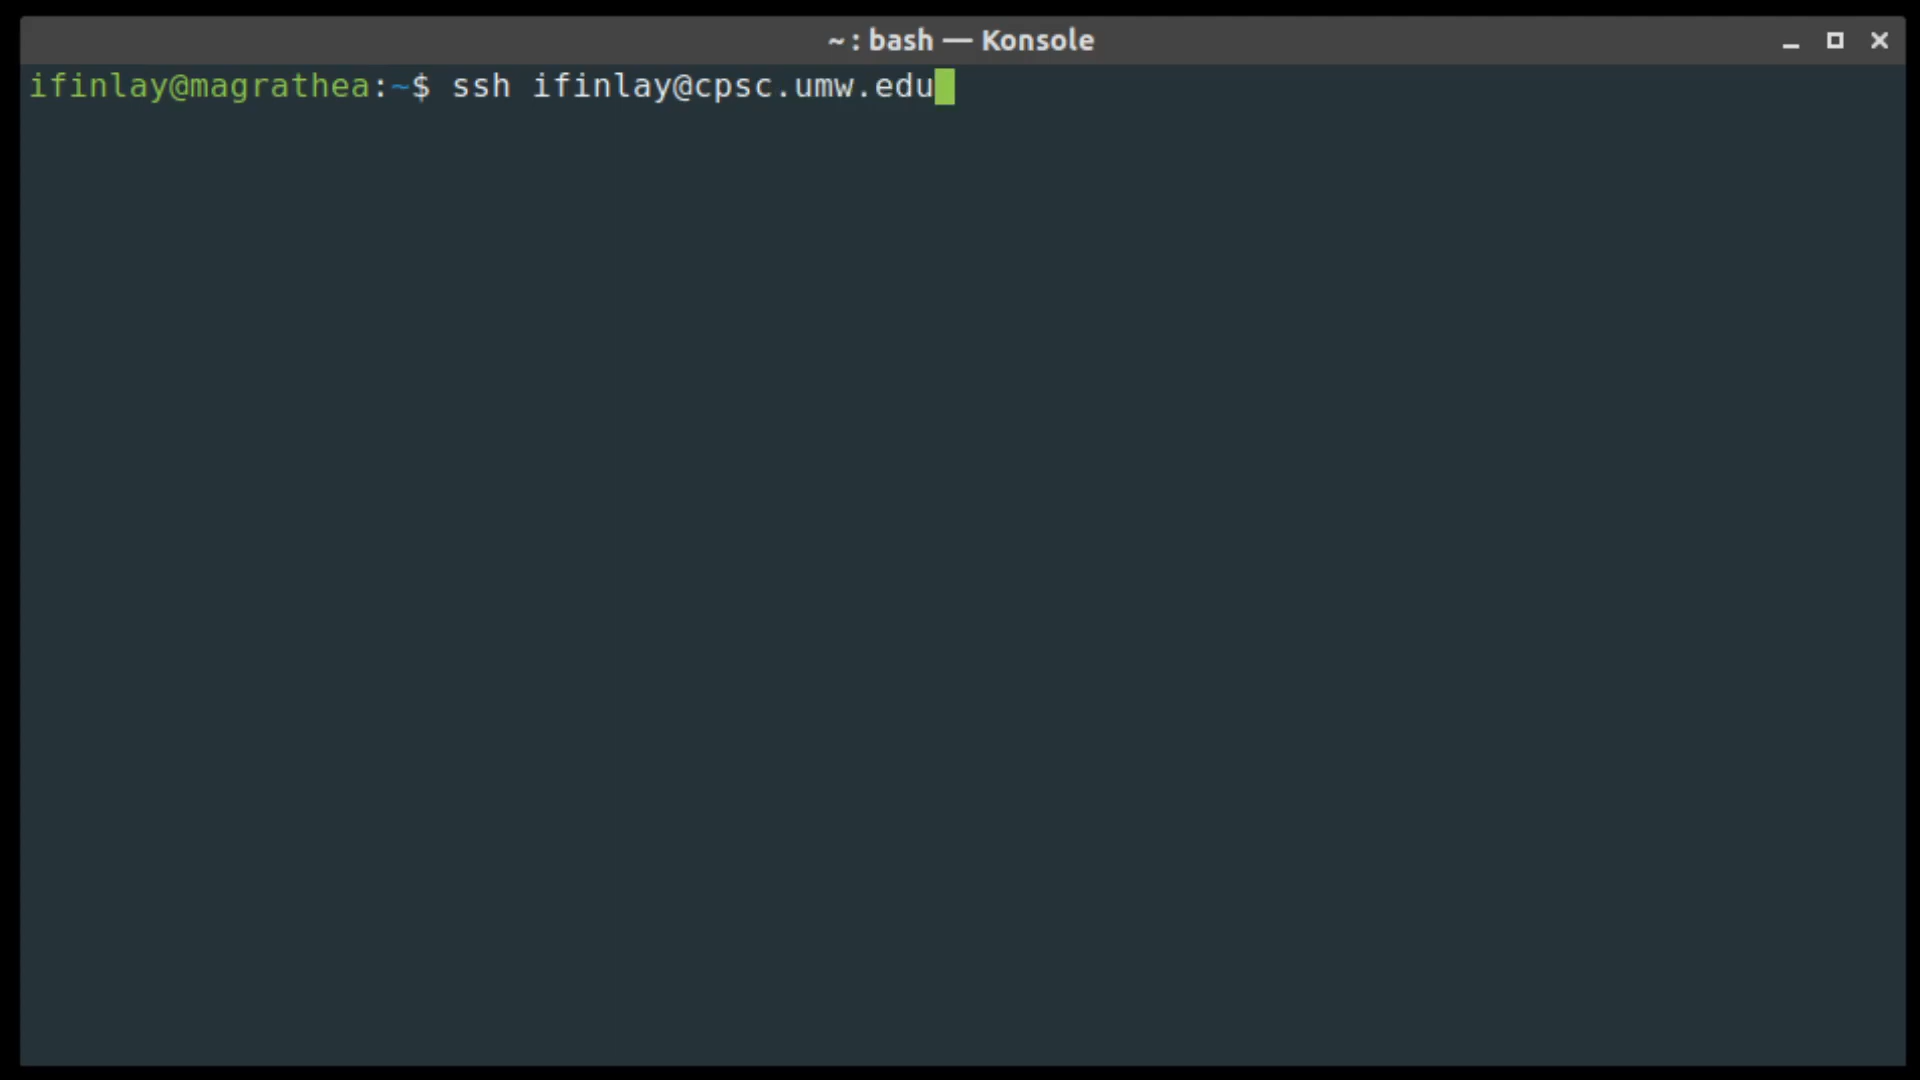 ~ : bash — Konsole
ifinlay@magrathea:~$ ssh ifinlay@cpsc.umw.edu